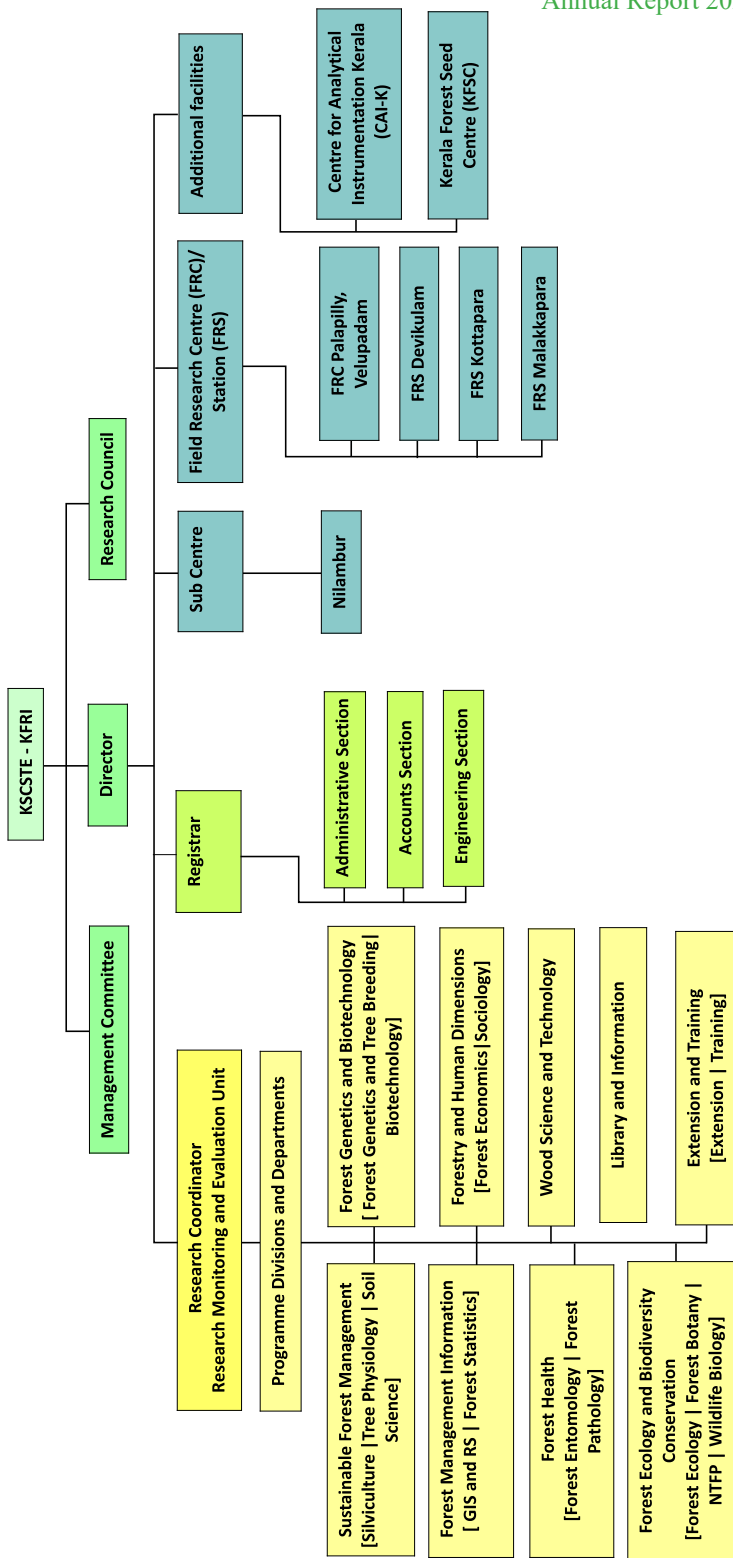 Annual Report 20
KSCSTE - KFRI
Management Committee
Director
Research Council
Research Coordinator
Research Monitoring and Evaluation Unit
Registrar
Sub Centre
Field Research Centre (FRC)/
Station (FRS)
Additional facilities
Programme Divisions and Departments
Sustainable Forest Management
[Silviculture |Tree Physiology | Soil
Science]
Forest Genetics and Biotechnology
[ Forest Genetics and Tree Breeding|
Biotechnology]
Forest Management Information
[ GIS and RS | Forest Statistics]
Forestry and Human Dimensions
[Forest Economics|Sociology]
Forest Health
[Forest Entomology | Forest
Pathology]
Wood Science and Technology
Library and Information
Forest Ecology and Biodiversity
Conservation
[Forest Ecology | Forest Botany |
NTFP | Wildlife Biology]
Extension and Training
[Extension | Training]
Administrative Section
Accounts Section
Engineering Section
Nilambur
FRC Palapilly,
Velupadam
FRS Devikulam
FRS Kottapara
FRS Malakkapara
Centre for Analytical
Instrumentation Kerala
(CAI-K)
Kerala Forest Seed
Centre (KFSC)